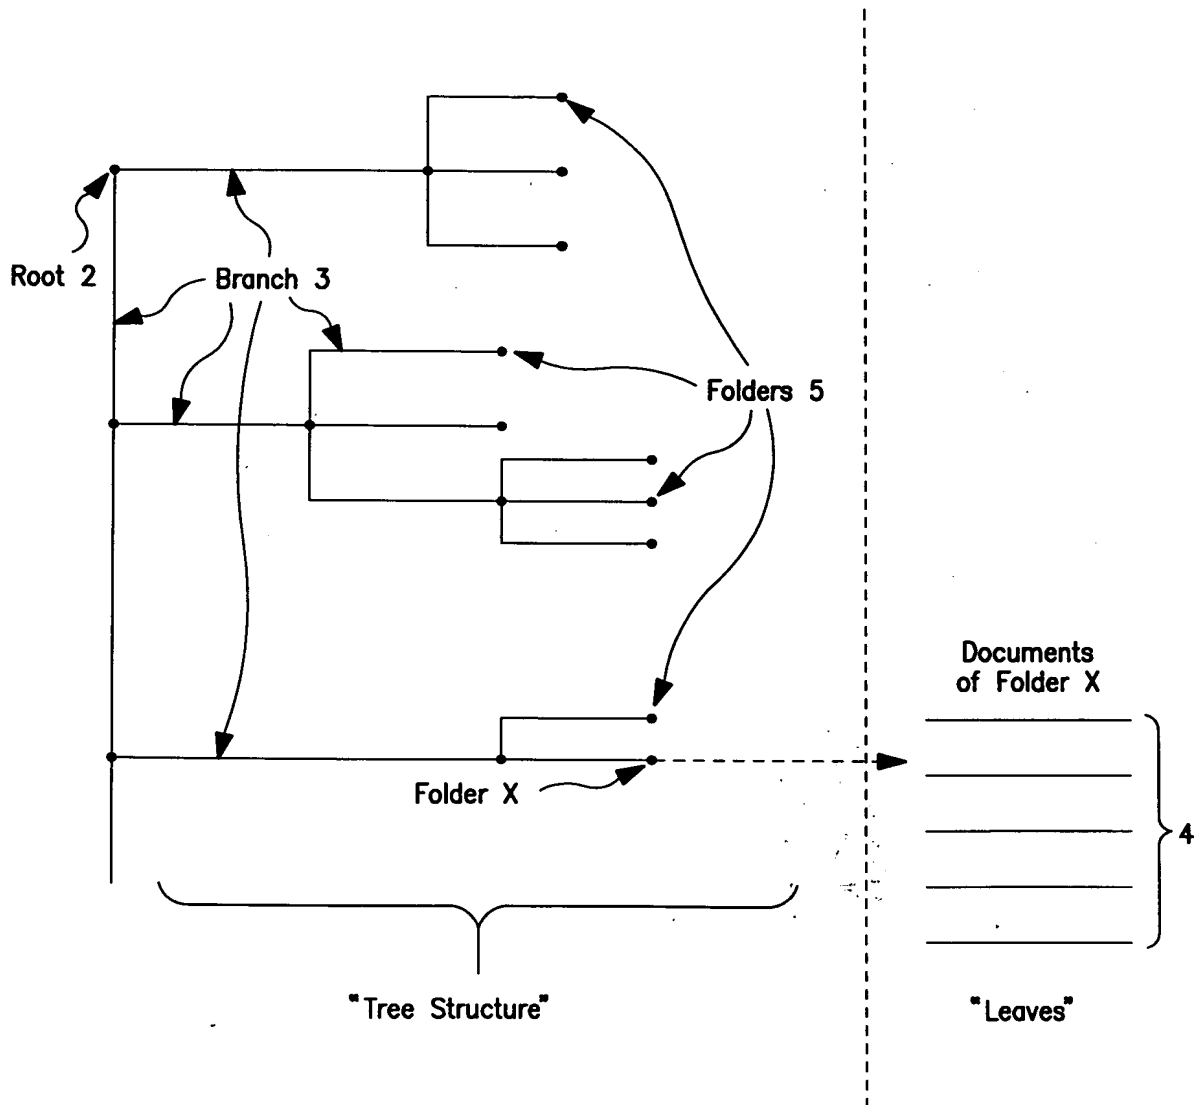 Root 2
Branch 3
Folders 5
Documents
of Folder X
Folder X
4
"Tree Structure"
"Leaves"